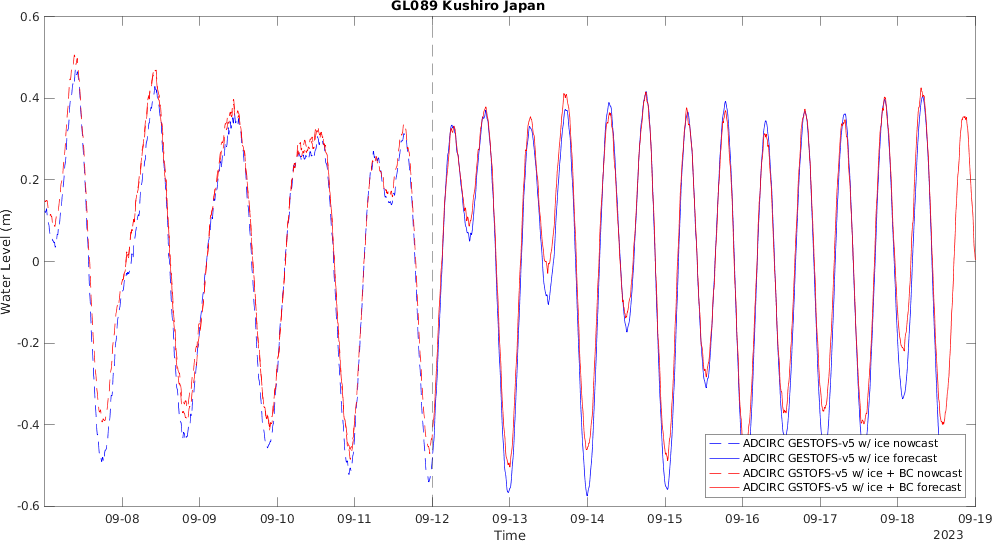 GL089 Kushiro Japan
0.6
0.4
0.2
0
-0.2
-0.4
-0.6
Water Level (m)
ADCIRC GESTOFS-v5 w/ ice nowcast
ADCIRC GESTOFS-v5 w/ ice forecast
ADCIRC GSTOFS-v5 w/ ice + BC nowcast
ADCIRC GSTOFS-v5 w/ ice + BC forecast
09-08 09-09 09-10 09-11 09-12 09-13 09-14 09-15 09-16 09-17 09-18 09-19
Time
2023